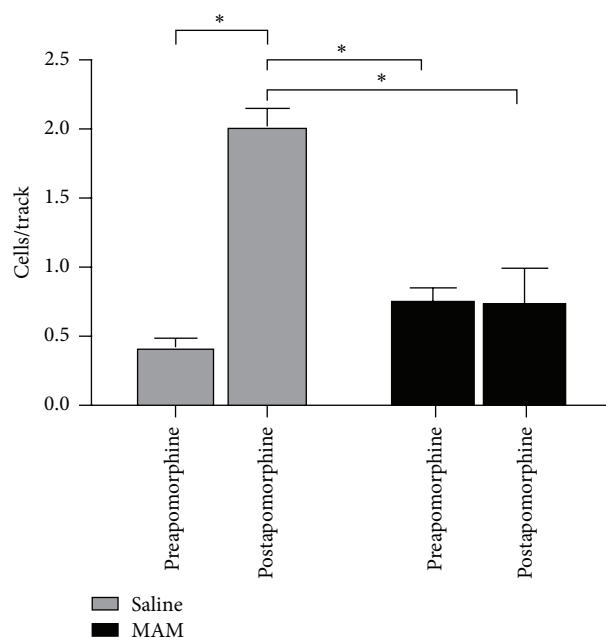 *
*
*
2.5
2.0
1.5
1.0
0.5
0.0
Cells/track
Preapomorphine
Postapomorphine
Preapomorphine
Postapomorphine
Saline
MAM